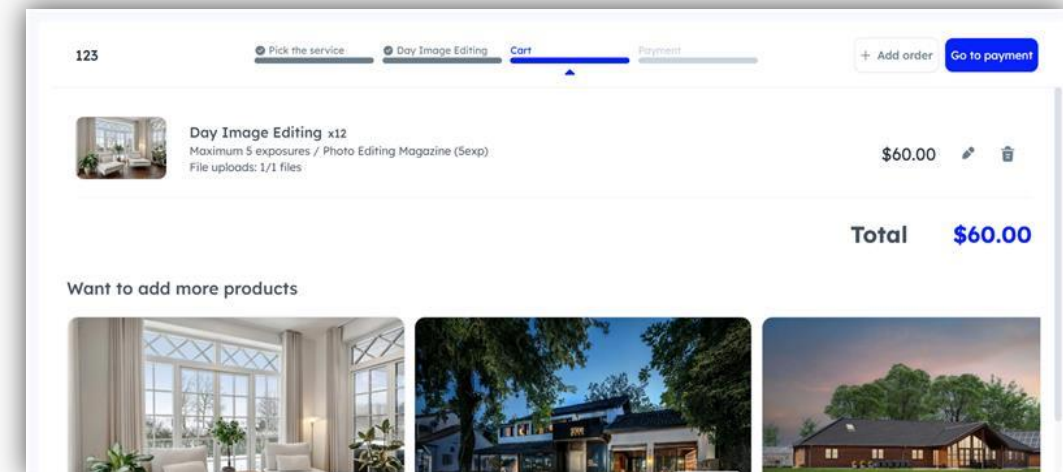 123
Pick the service
Day Image Editing
Cart
Payment
+ Add order
Go to payment
Day Image Editing x12
Maximum 5 exposures / Photo Editing Magazine (5exp)
File uploads: 1/1 files
$60.00
Total $60.00
Want to add more products